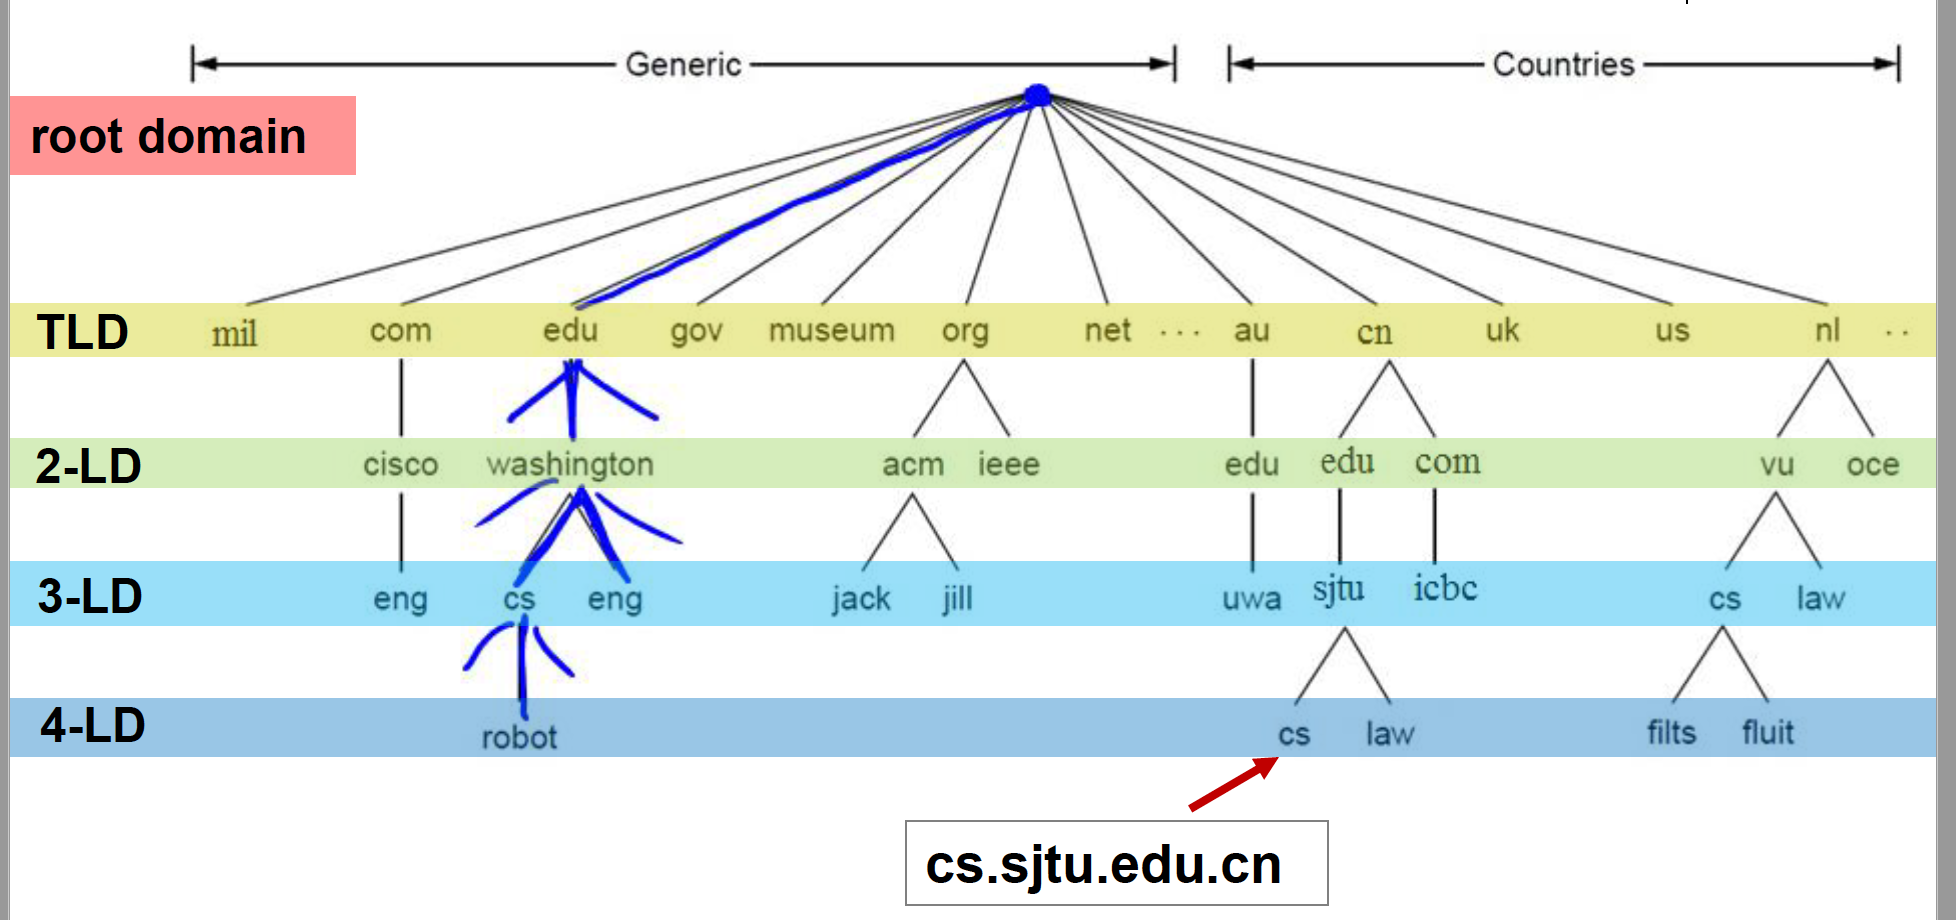 Generic Countries
root domain
TLD mil com edu gov museum org net ... au cn uk us nl ..
2-LD cisco washington acm ieee edu edu com vu oce
3-LD eng cs eng jack jill uwa sjtu icbc cs law
4-LD robot cs law filts fluit
cs.sjtu.edu.cn